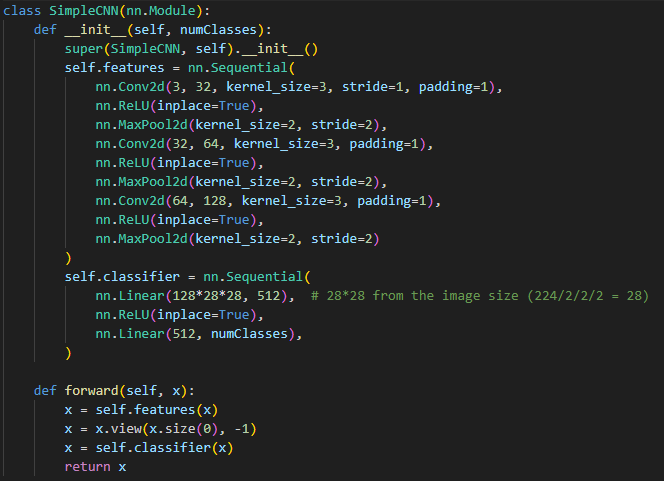 class SimpleCNN(nn.Module):
    def __init__(self, numClasses):
        super(SimpleCNN, self).__init__()
        self.features = nn.Sequential(
            nn.Conv2d(3, 32, kernel_size=3, stride=1, padding=1),
            nn.ReLU(inplace=True),
            nn.MaxPool2d(kernel_size=2, stride=2),
            nn.Conv2d(32, 64, kernel_size=3, padding=1),
            nn.ReLU(inplace=True),
            nn.MaxPool2d(kernel_size=2, stride=2),
            nn.Conv2d(64, 128, kernel_size=3, padding=1),
            nn.ReLU(inplace=True),
            nn.MaxPool2d(kernel_size=2, stride=2)
        )
        self.classifier = nn.Sequential(
            nn.Linear(128*28*28, 512),  # 28*28 from the image size (224/2/2/2 = 28)
            nn.ReLU(inplace=True),
            nn.Linear(512, numClasses),
        )

    def forward(self, x):
        x = self.features(x)
        x = x.view(x.size(0), -1)
        x = self.classifier(x)
        return x